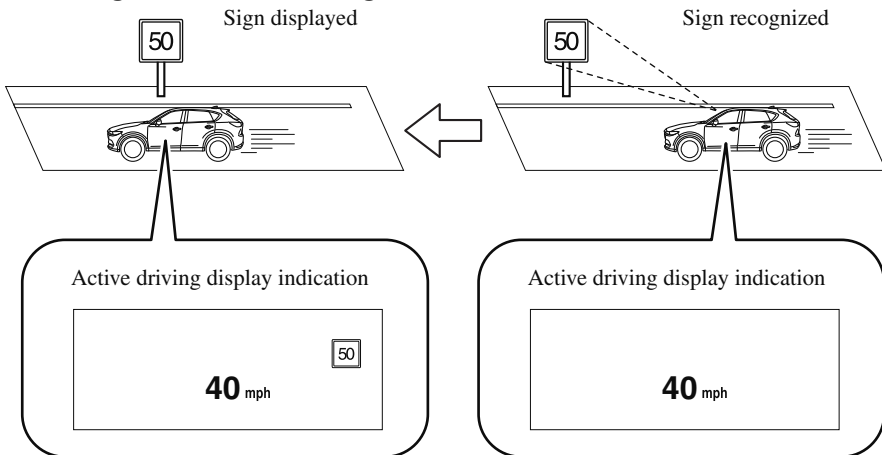 Sign displayed
50
Active driving display indication
50
40 mph
Sign recognized
50
Active driving display indication
40 mph